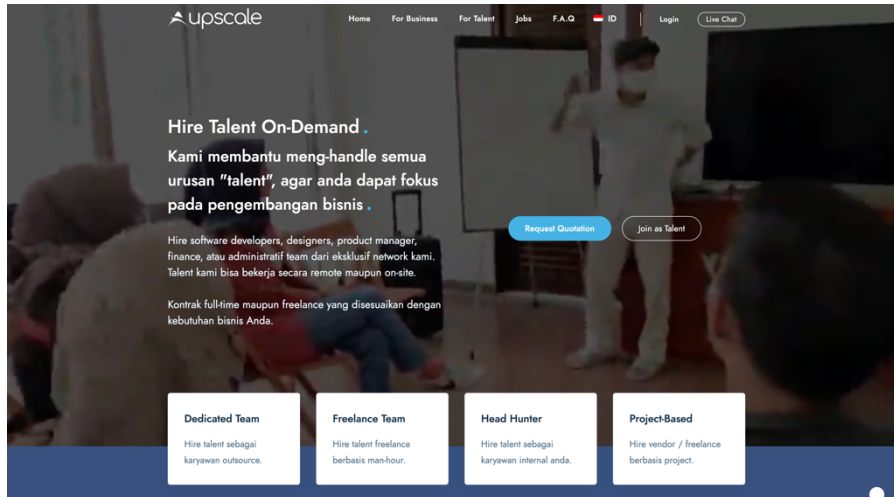 upscale
Home For Business For Talent Jobs F.A.Q ID Login Live Chat
Hire Talent On-Demand .
Kami membantu meng-handle semua
urusan "talent", agar anda dapat fokus
pada pengembangan bisnis .
Hire software developers, designers, product manager,
finance, atau administratif team dari eksklusif network kami.
Talent kami bisa bekerja secara remote maupun on-site.
Kontrak full-time maupun freelance yang disesuaikan dengan
kebutuhan bisnis Anda.
Request Quotation Join as Talent
Dedicated Team
Hire talent sebagai
karyawan outsource.
Freelance Team
Hire talent freelance
berbasis man-hour.
Head Hunter
Hire talent sebagai
karyawan internal anda.
Project-Based
Hire vendor / freelance
berbasis project.